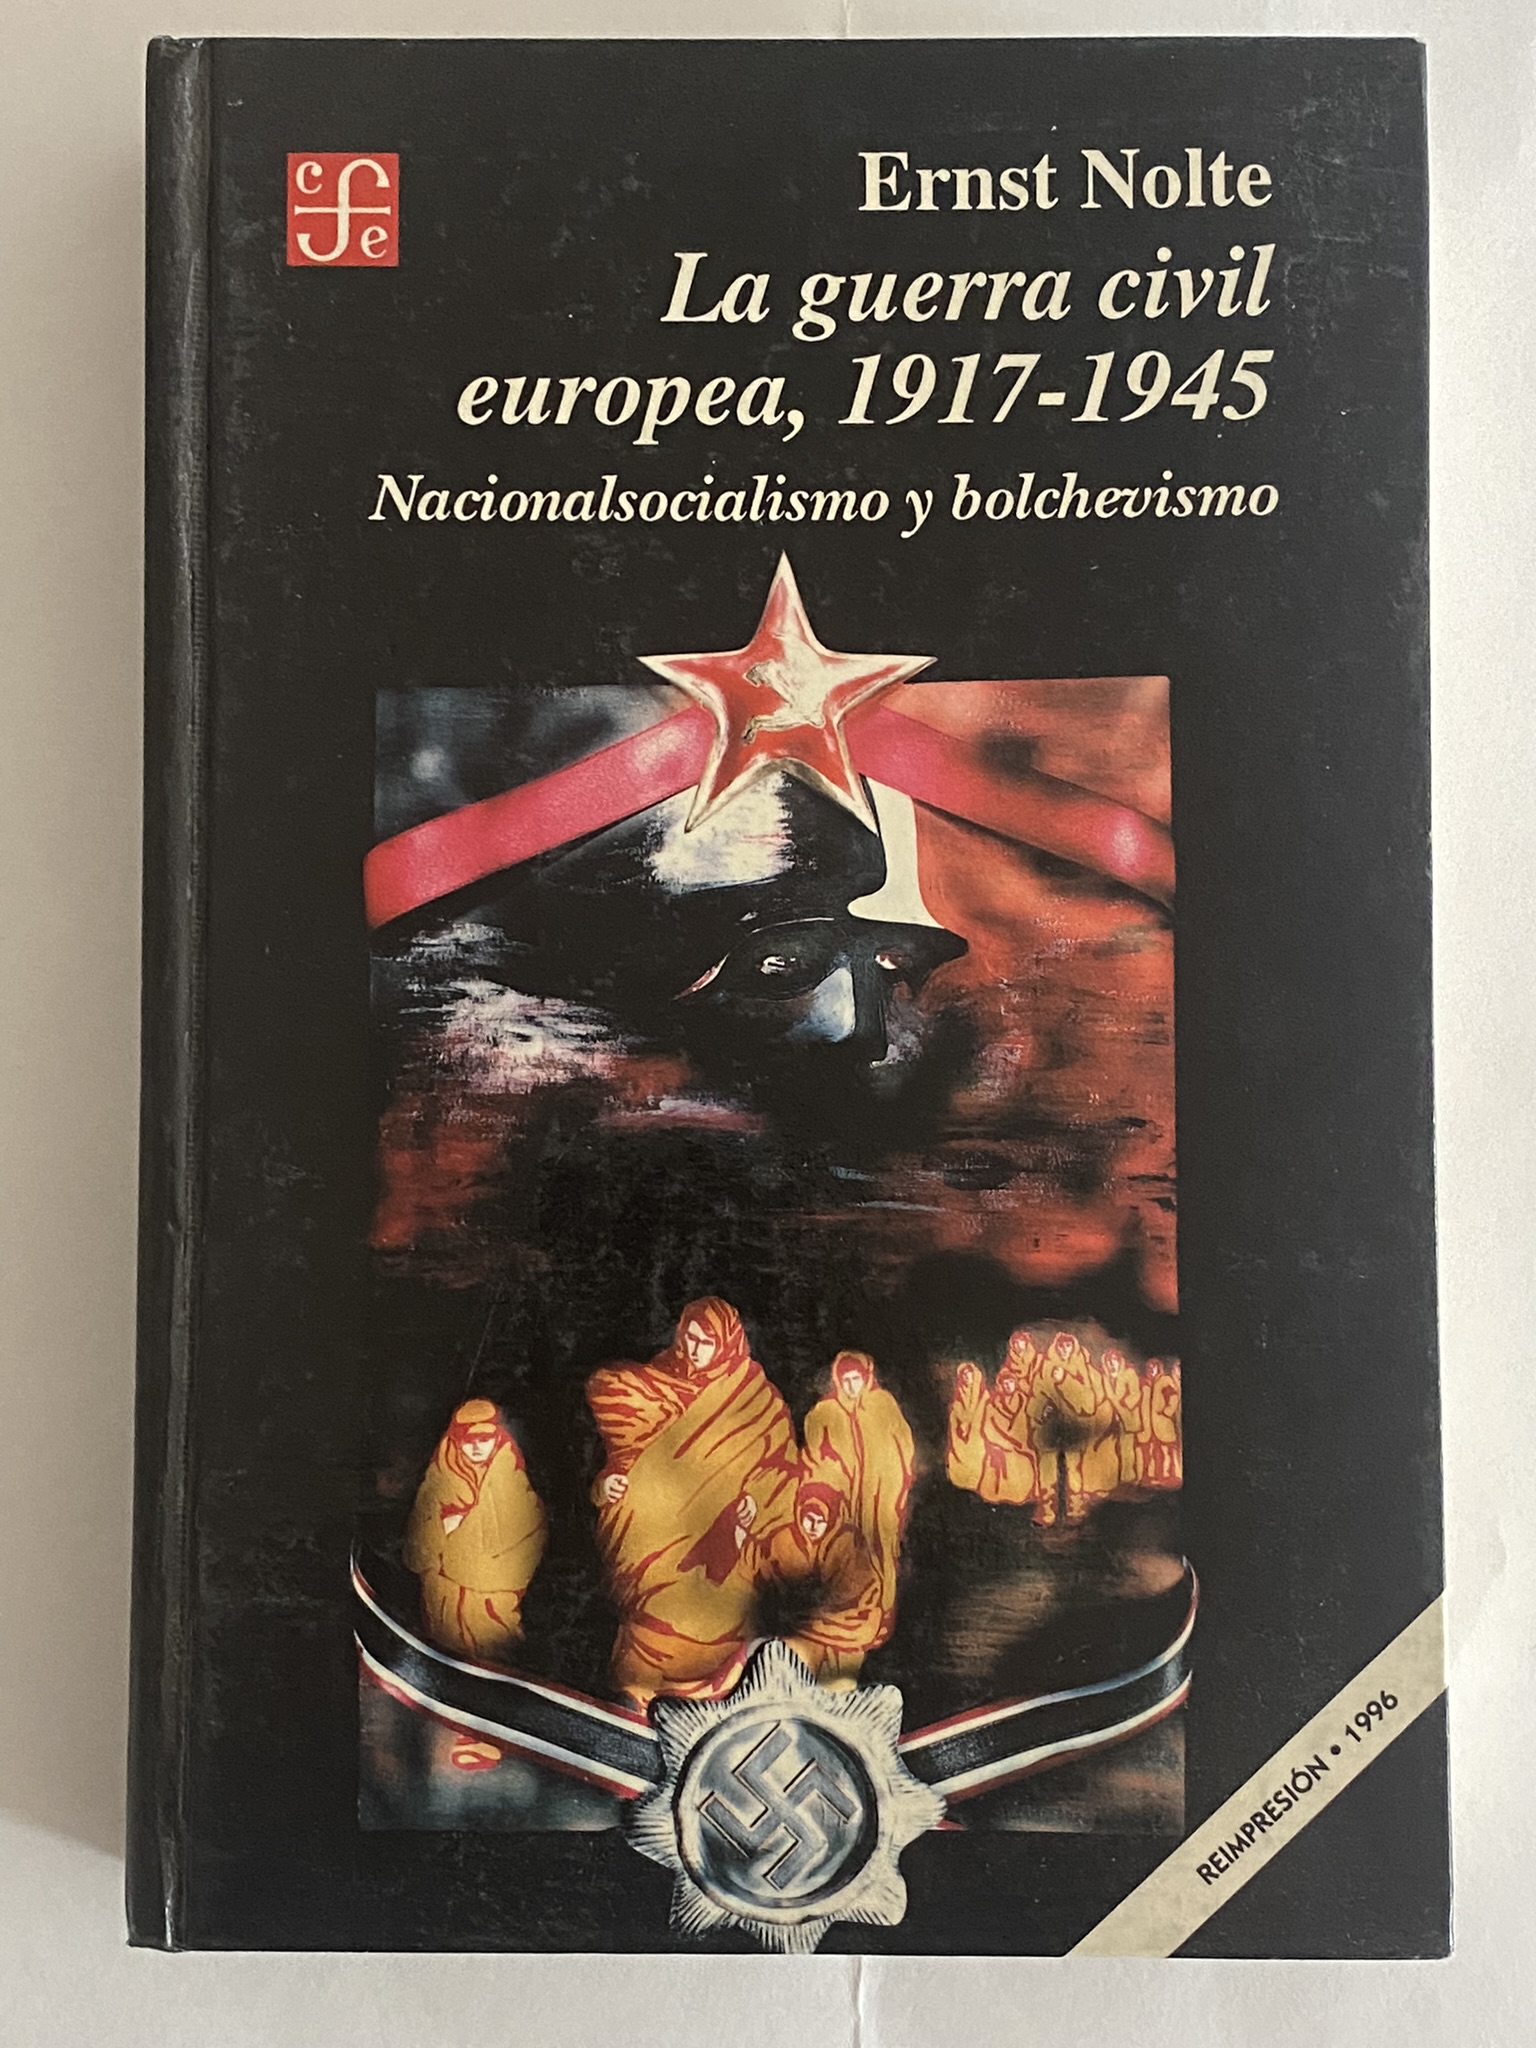 cfe
Ernst Nolte
La guerra civil
europea, 1917-1945
Nacionalsocialismo y bolchevismo
REIMPRESIÓN • 1996